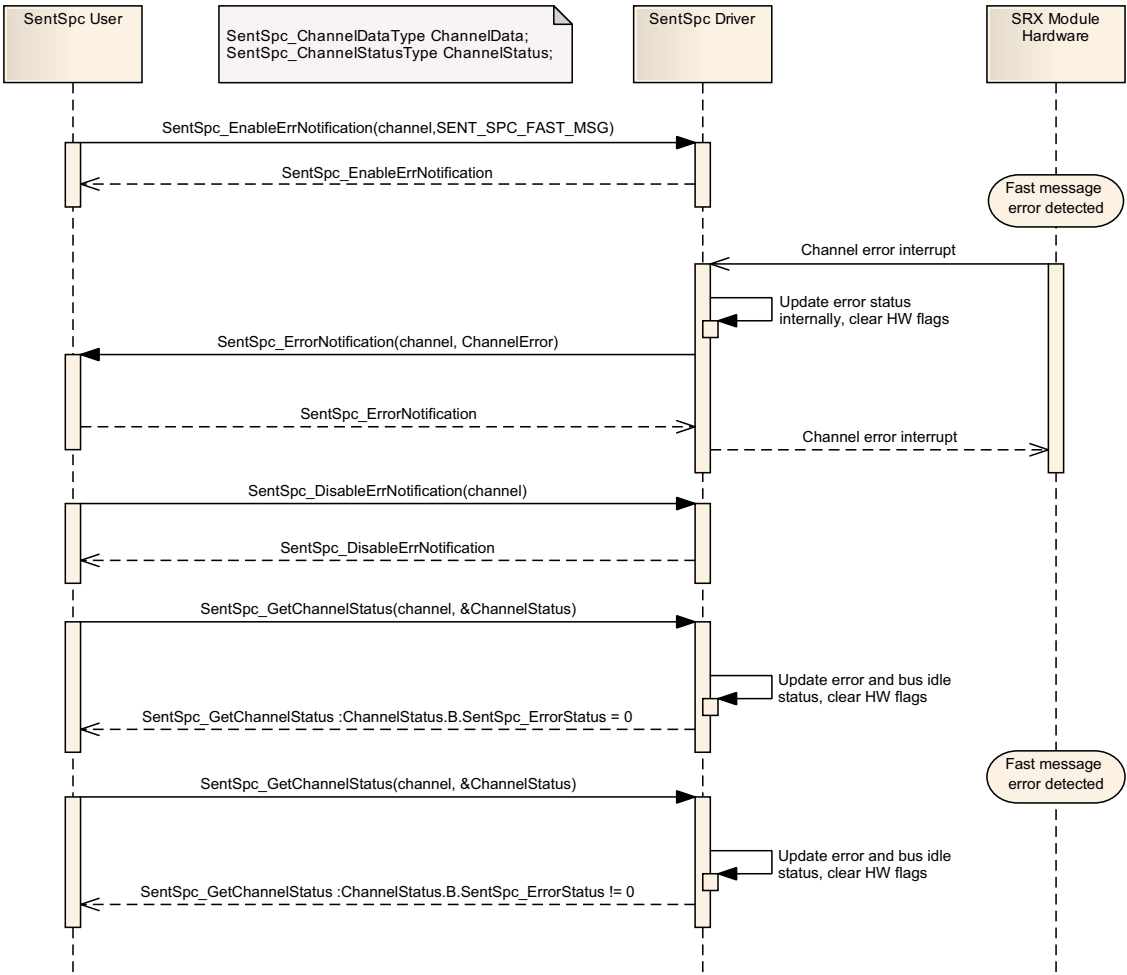 SentSpc User
SentSpc_ChannelDataType ChannelData;
SentSpc_ChannelStatusType ChannelStatus;
SentSpc Driver
SRX Module
Hardware
SentSpc_EnableErrNotification(channel,SENT_SPC_FAST_MSG)
SentSpc_EnableErrNotification
Fast message
error detected
Channel error interrupt
Update error status
internally, clear HW flags
SentSpc_ErrorNotification(channel, ChannelError)
SentSpc_ErrorNotification
Channel error interrupt
SentSpc_DisableErrNotification(channel)
SentSpc_DisableErrNotification
SentSpc_GetChannelStatus(channel, &ChannelStatus)
Update error and bus idle
status, clear HW flags
SentSpc_GetChannelStatus :ChannelStatus.B.SentSpc_ErrorStatus = 0
Fast message
error detected
SentSpc_GetChannelStatus(channel, &ChannelStatus)
Update error and bus idle
status, clear HW flags
SentSpc_GetChannelStatus :ChannelStatus.B.SentSpc_ErrorStatus != 0